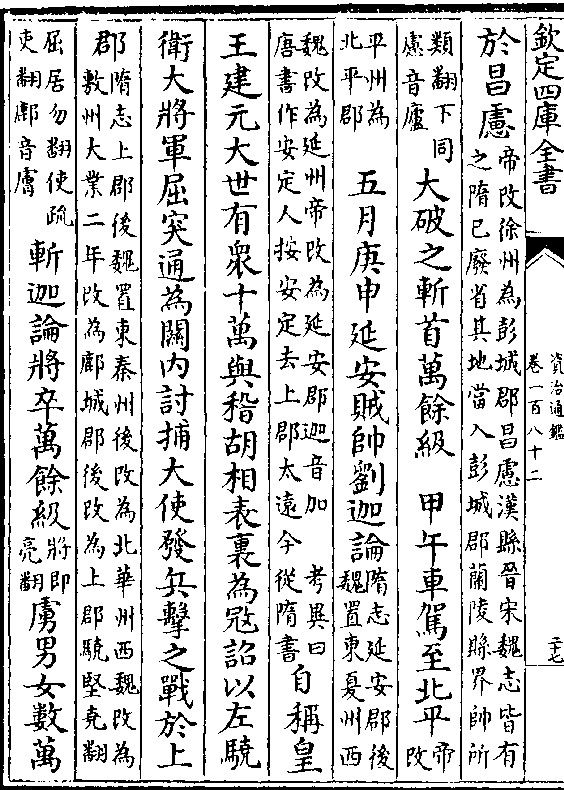 欽定四庫全書
資治通鑑
卷一百八十二
二十七
於昌慮帝改徐州為彭城郡昌慮漢縣晉宋魏志皆有
之隋已廢省其地當入彭城郡蘭陵縣界帥所
類翻下同
慮音廬大破之斬首萬餘級 甲午車駕至北平帝
改
平州為
北平郡 五月庚申延安賊帥劉迦論隋志延安郡後
魏置東夏州西
魏改為延州帝改為延安郡迦音加 考異曰
唐書作安定人按安定去上郡太遠今從隋書自稱皇
王建元大世有衆十萬與稽胡相表裏為冦詔以左驍
衛大將軍屈突通為關内討捕大使發兵擊之戰於上
郡隋志上郡後魏置東秦州後改為北華州西魏改為
敷州大業二年改為鄜城郡後改為上郡驍堅堯翻
屈居勿翻使疏
吏翻鄜音膚斬迦論將卒萬餘級將即
亮翻虜男女數萬